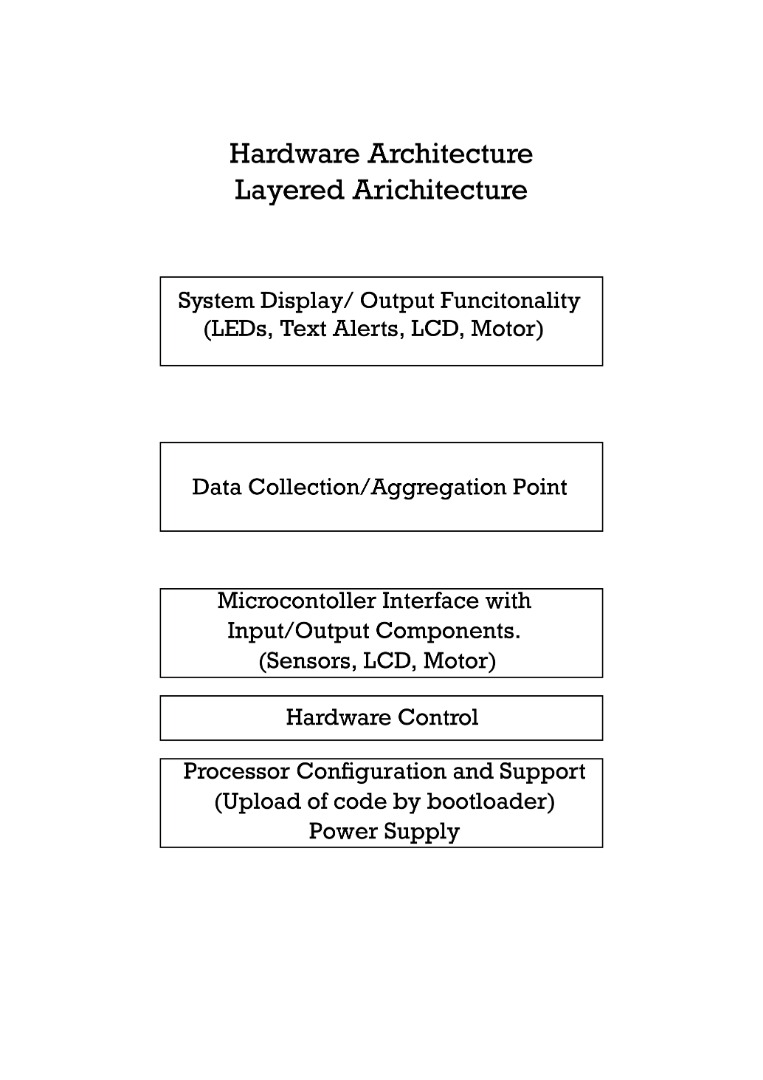 Hardware Architecture
Layered Arichitecture
System Display/ Output Funcitonality
(LEDs, Text Alerts, LCD, Motor)
Data Collection/Aggregation Point
Microcontoller Interface with
Input/Output Components.
(Sensors, LCD, Motor)
Hardware Control
Processor Configuration and Support
(Upload of code by bootloader)
Power Supply